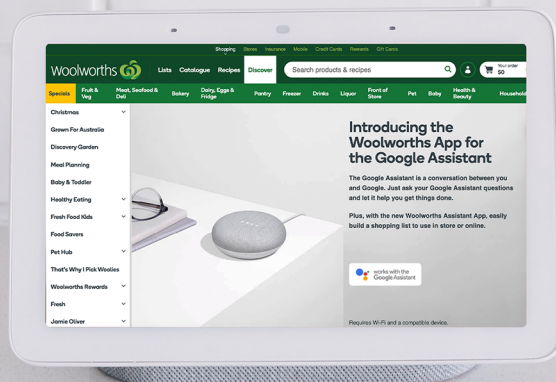 Shopping Stores Insurance Mobile Credit Cards Rewards Gift Cards
Woolworths
Lists Catalogue Recipes Discover
Search products & recipes
Your order
$0
Specials
Fruit & Veg
Meat, Seafood & Deli
Bakery
Dairy, Eggs & Fridge
Pantry
Freezer
Drinks
Liquor
Front of Store
Pet
Baby
Health & Beauty
Household
Christmas
Grown For Australia
Discovery Garden
Meal Planning
Baby & Toddler
Healthy Eating
Fresh Food Kids
Food Savers
Pet Hub
That's Why I Pick Woolies
Woolworths Rewards
Fresh
Jamie Oliver
Introducing the
Woolworths App for
the Google Assistant
The Google Assistant is a conversation between you
and Google. Just ask your Google Assistant questions
and let it help you get things done.
Plus, with the new Woolworths Assistant App, easily
build a shopping list to use in store or online.
works with the
Google Assistant
Requires Wi-Fi and a compatible device.